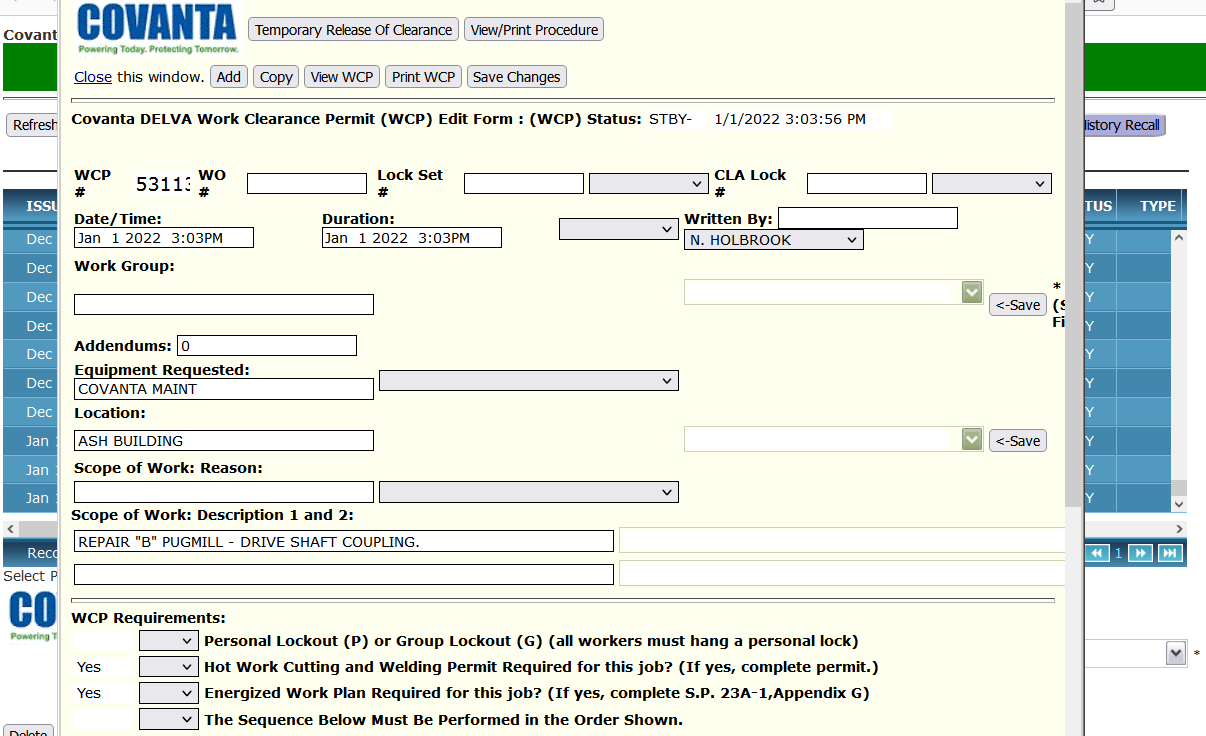 COVANTA
Powering Today. Protecting Tomorrow.
Temporary Release Of Clearance
View/Print Procedure
Covant
Close this window.
Add
Copy
View WCP
Print WCP
Save Changes
Refresh
Covanta DELVA Work Clearance Permit (WCP) Edit Form : (WCP) Status: STBY- 1/1/2022 3:03:56 PM
History Recall
WCP # 53113 WO # Lock Set # CLA Lock #
ISSU
TUS
TYPE
Date/Time: Duration: Written By:
Jan 1 2022 3:03PM
Jan 1 2022 3:03PM
N. HOLBROOK
Work Group:
<-Save
*
(S
Fi
Addendums: 0
Equipment Requested:
COVANTA MAINT
Location:
ASH BUILDING
<-Save
Scope of Work: Reason:
Scope of Work: Description 1 and 2:
REPAIR "B" PUGMILL - DRIVE SHAFT COUPLING.
WCP Requirements:
Personal Lockout (P) or Group Lockout (G) (all workers must hang a personal lock)
Yes Hot Work Cutting and Welding Permit Required for this job? (If yes, complete permit.)
Yes Energized Work Plan Required for this job? (If yes, complete S.P. 23A-1,Appendix G)
The Sequence Below Must Be Performed in the Order Shown.
Dec
Dec
Dec
Dec
Dec
Dec
Dec
Jan 1
Jan 1
Jan 1
Y
Y
Y
Y
Y
Y
Y
Y
Y
Y
Reco
1
Select P
CO
Powering T
*
Delete